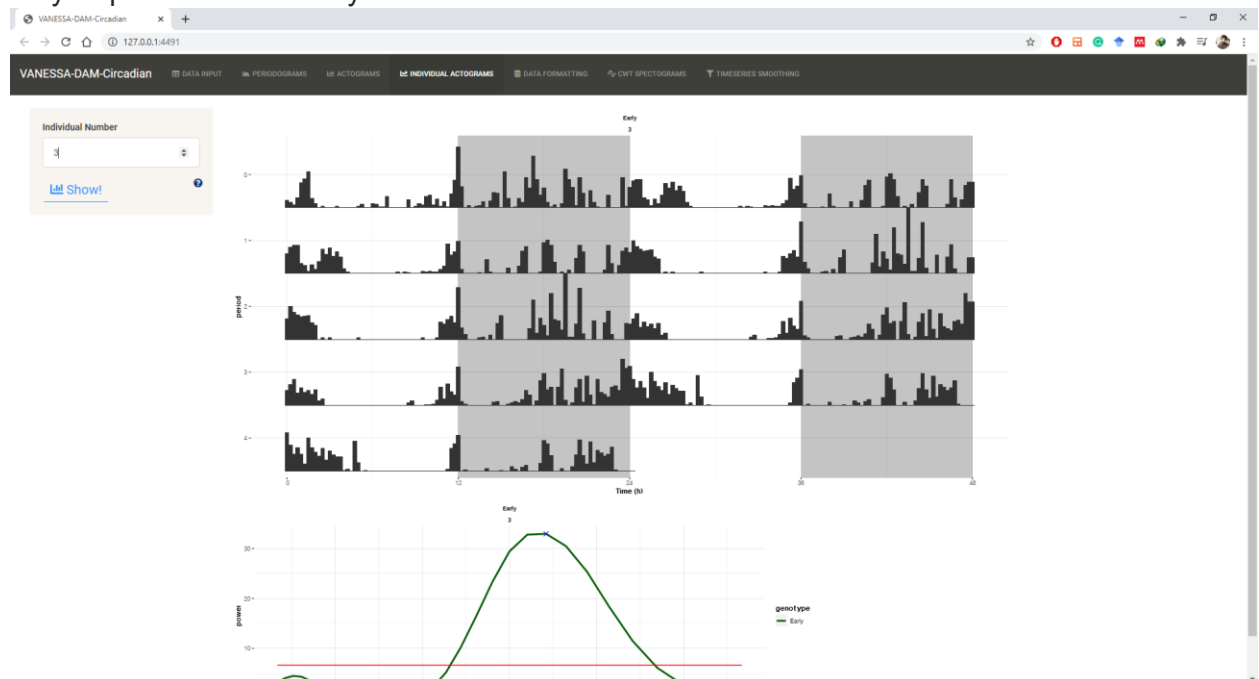 VANESSA-DAM-Circadian
127.0.0.1:4491
VANESSA-DAM-Circadian DATA INPUT PERIODOGRAMS ACTOGRAMS INDIVIDUAL ACTOGRAMS DATA FORMATTING CWT SPECTOGRAMS TIMESERIES SMOOTHING
Individual Number
3
Show!
Early
3
0
1
2
3
4
period
0 12 24 36 48
Time (h)
Early
3
30
20
10
power
genotype
Early